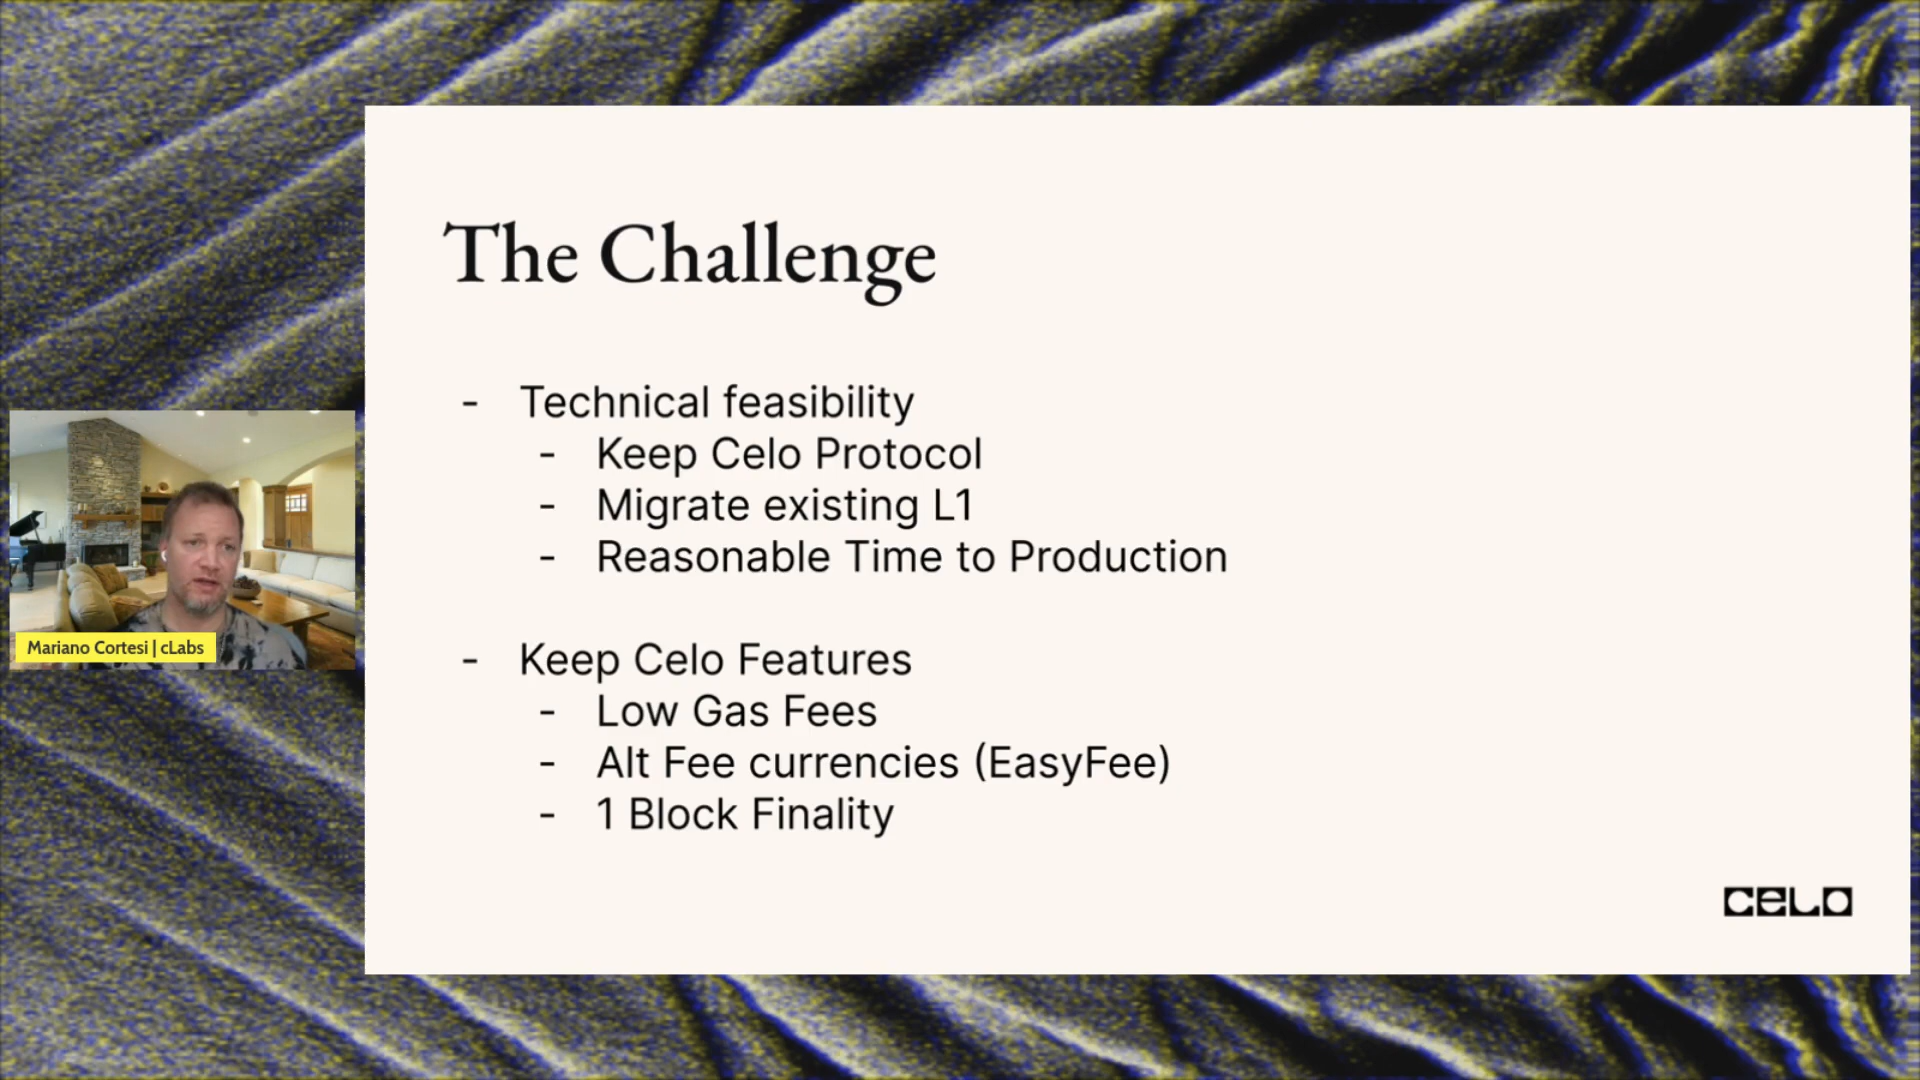 The Challenge
- Technical feasibility
- Keep Celo Protocol
- Migrate existing L1
- Reasonable Time to Production
- Keep Celo Features
- Low Gas Fees
- Alt Fee currencies (EasyFee)
- 1 Block Finality
Mariano Cortesi | cLabs
CELO